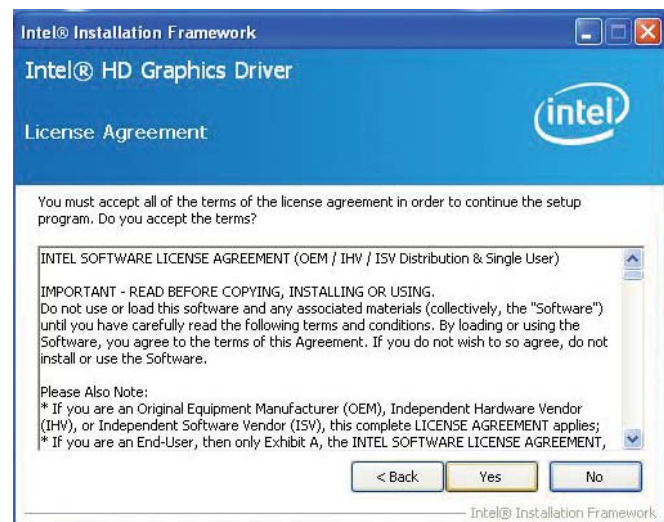 Intel® Installation Framework
Intel® HD Graphics Driver
License Agreement
intel
You must accept all of the terms of the license agreement in order to continue the setup
program. Do you accept the terms?
INTEL SOFTWARE LICENSE AGREEMENT (OEM / IHV / ISV Distribution & Single User)
IMPORTANT - READ BEFORE COPYING, INSTALLING OR USING.
Do not use or load this software and any associated materials (collectively, the "Software")
until you have carefully read the following terms and conditions. By loading or using the
Software, you agree to the terms of this Agreement. If you do not wish to so agree, do not
install or use the Software.
Please Also Note:
* If you are an Original Equipment Manufacturer (OEM), Independent Hardware Vendor
(IHV), or Independent Software Vendor (ISV), this complete LICENSE AGREEMENT applies;
* If you are an End-User, then only Exhibit A, the INTEL SOFTWARE LICENSE AGREEMENT,
< Back Yes No
Intel® Installation Framework